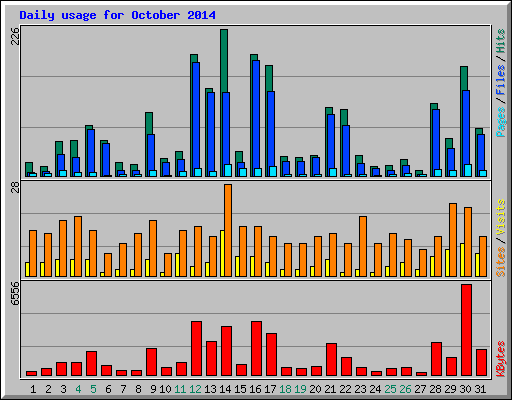 Daily usage for October 2014
226
28
6556
Pages / Files / Hits
Sites / Visits
KBytes
1 2 3 4 5 6 7 8 9 10 11 12 13 14 15 16 17 18 19 20 21 22 23 24 25 26 27 28 29 30 31